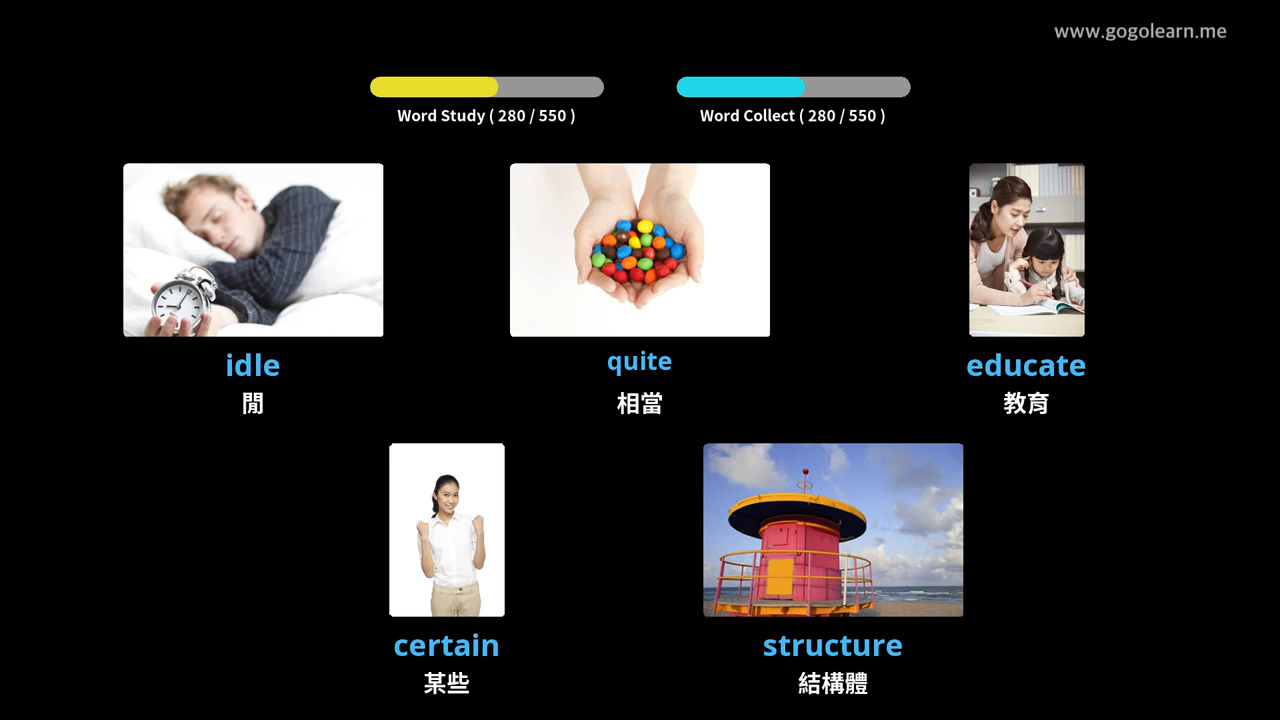 www.gogolearn.me
Word Study ( 280 / 550 )
Word Collect ( 280 / 550 )
idle
閒
quite
相當
educate
教育
certain
某些
structure
結構體